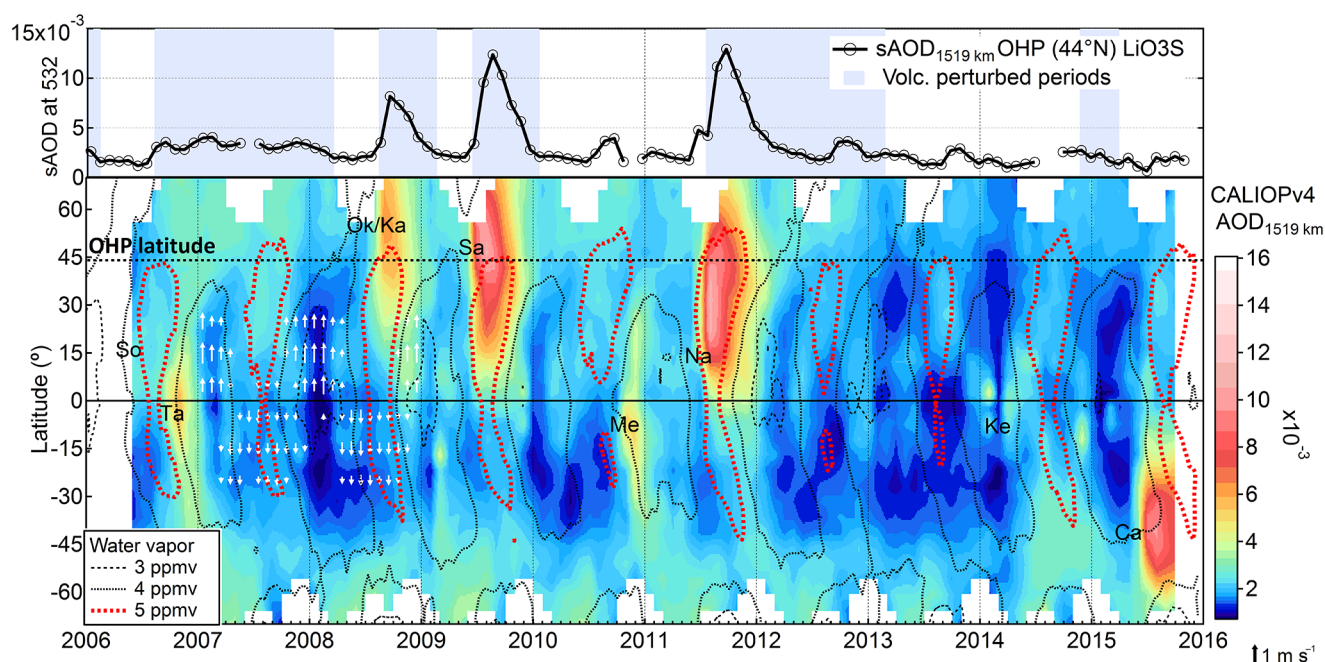 15x10⁻³
10
5
0
sAOD at 532
sAOD1519 km OHP (44°N) LiO3S
Volc. perturbed periods
60
45
30
15
0
-15
-30
-45
-60
Latitude (º)
OHP latitude
So
Ta
Ok/Ka
Sa
Me
Na
Ke
Ca
Water vapor
3 ppmv
4 ppmv
5 ppmv
2006
2007
2008
2009
2010
2011
2012
2013
2014
2015
2016
CALIOPv4
AOD1519 km
16
14
12
10
8
6
4
2
x10⁻³
1 m s⁻¹